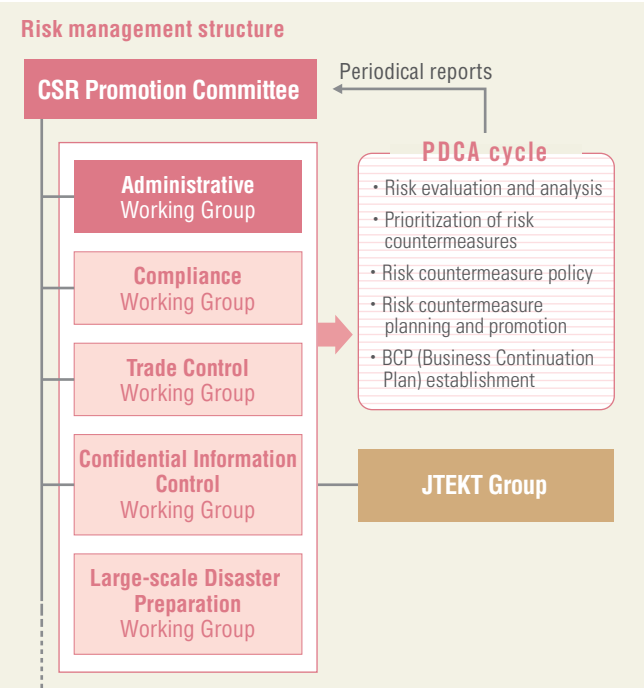 Risk management structure
CSR Promotion Committee
Periodical reports
Administrative
Working Group
Compliance
Working Group
Trade Control
Working Group
Confidential Information
Control
Working Group
Large-scale Disaster
Preparation
Working Group
PDCA cycle
・Risk evaluation and analysis
・Prioritization of risk
countermeasures
・Risk countermeasure policy
・Risk countermeasure
planning and promotion
・BCP (Business Continuation
Plan) establishment
JTEKT Group